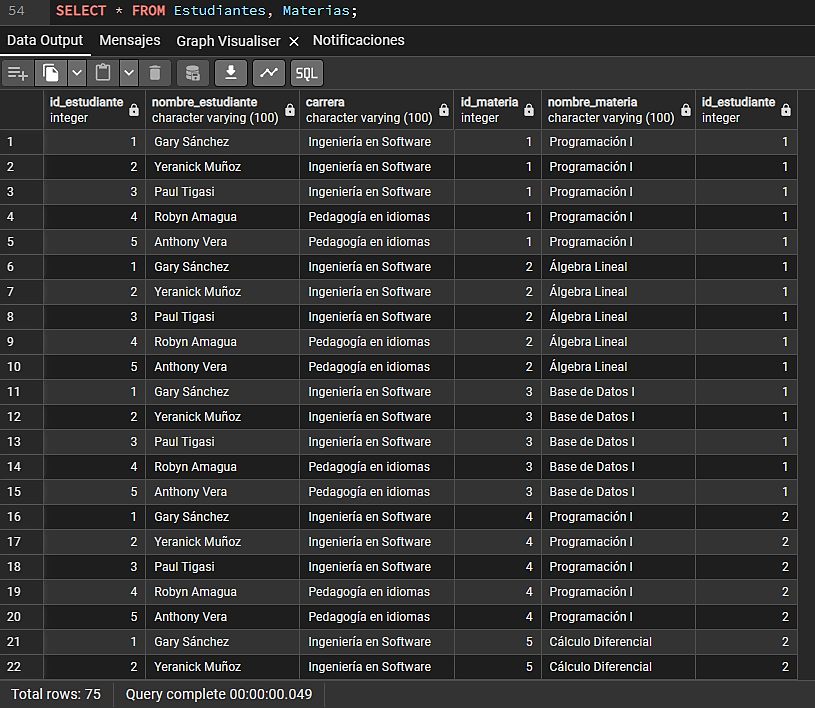 54 SELECT * FROM Estudiantes, Materias;
Data Output Mensajes Graph Visualiser × Notificaciones
SQL
id_estudiante nombre_estudiante carrera id_materia nombre_materia id_estudiante
integer character varying (100) character varying (100) integer character varying (100) integer
1 1 Gary Sánchez Ingeniería en Software 1 Programación I 1
2 2 Yeranick Muñoz Ingeniería en Software 1 Programación I 1
3 3 Paul Tigasi Ingeniería en Software 1 Programación I 1
4 4 Robyn Amagua Pedagogía en idiomas 1 Programación I 1
5 5 Anthony Vera Pedagogía en idiomas 1 Programación I 1
6 1 Gary Sánchez Ingeniería en Software 2 Álgebra Lineal 1
7 2 Yeranick Muñoz Ingeniería en Software 2 Álgebra Lineal 1
8 3 Paul Tigasi Ingeniería en Software 2 Álgebra Lineal 1
9 4 Robyn Amagua Pedagogía en idiomas 2 Álgebra Lineal 1
10 5 Anthony Vera Pedagogía en idiomas 2 Álgebra Lineal 1
11 1 Gary Sánchez Ingeniería en Software 3 Base de Datos I 1
12 2 Yeranick Muñoz Ingeniería en Software 3 Base de Datos I 1
13 3 Paul Tigasi Ingeniería en Software 3 Base de Datos I 1
14 4 Robyn Amagua Pedagogía en idiomas 3 Base de Datos I 1
15 5 Anthony Vera Pedagogía en idiomas 3 Base de Datos I 1
16 1 Gary Sánchez Ingeniería en Software 4 Programación I 2
17 2 Yeranick Muñoz Ingeniería en Software 4 Programación I 2
18 3 Paul Tigasi Ingeniería en Software 4 Programación I 2
19 4 Robyn Amagua Pedagogía en idiomas 4 Programación I 2
20 5 Anthony Vera Pedagogía en idiomas 4 Programación I 2
21 1 Gary Sánchez Ingeniería en Software 5 Cálculo Diferencial 2
22 2 Yeranick Muñoz Ingeniería en Software 5 Cálculo Diferencial 2
Total rows: 75 Query complete 00:00:00.049